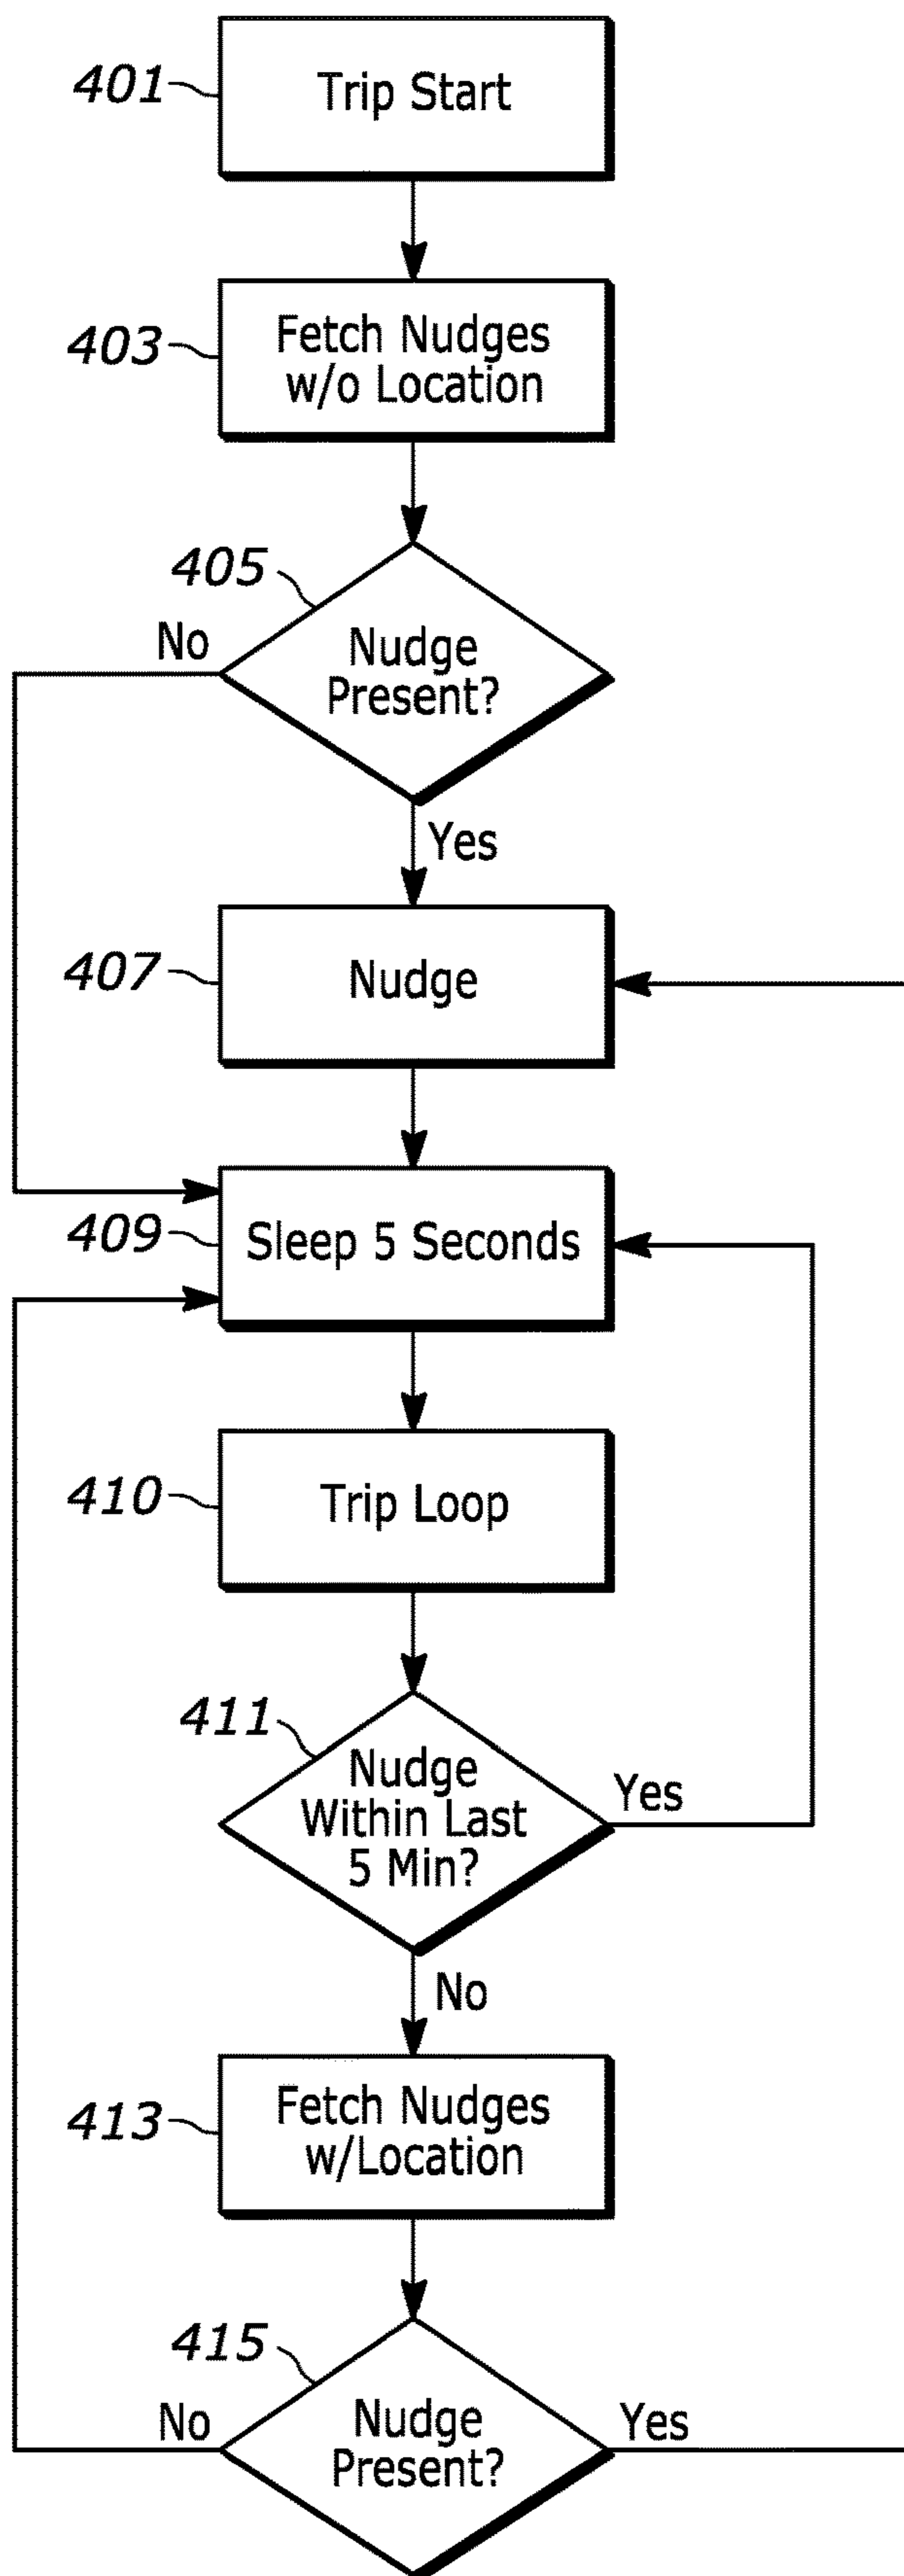 401
Trip Start
403
Fetch Nudges
w/o Location
405
No
Nudge
Present?
Yes
407
Nudge
409
Sleep 5 Seconds
410
Trip Loop
411
Nudge
Within Last
5 Min?
Yes
No
413
Fetch Nudges
w/Location
415
No
Nudge
Present?
Yes